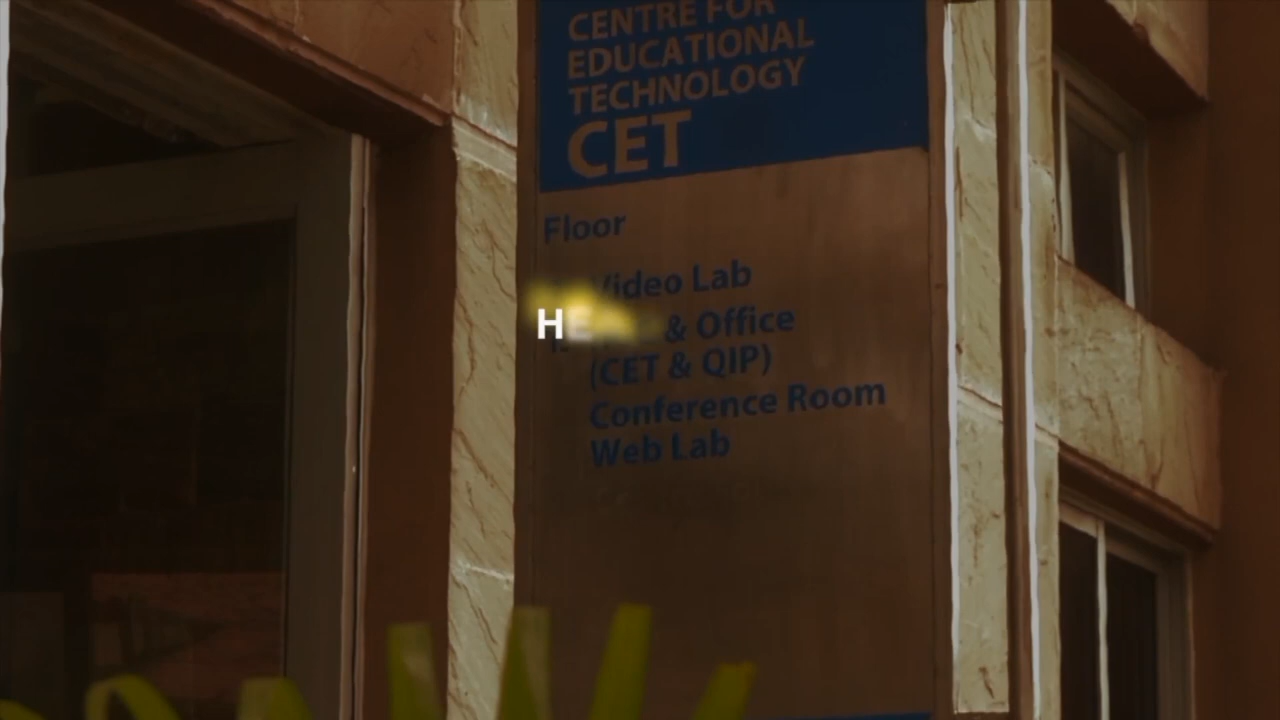 CENTRE FOR
EDUCATIONAL
TECHNOLOGY
CET
Floor
Video Lab
& Office
(CET & QIP)
Conference Room
Web Lab
H